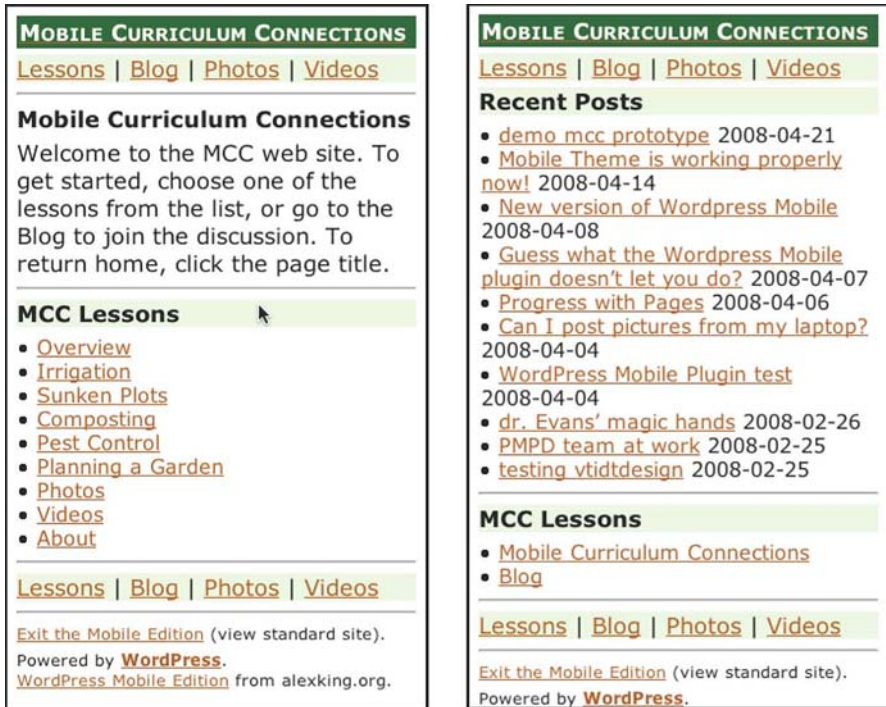 MOBILE CURRICULUM CONNECTIONS
Lessons | Blog | Photos | Videos
Mobile Curriculum Connections
Welcome to the MCC web site. To
get started, choose one of the
lessons from the list, or go to the
Blog to join the discussion. To
return home, click the page title.
MCC Lessons
• Overview
• Irrigation
• Sunken Plots
• Composting
• Pest Control
• Planning a Garden
• Photos
• Videos
• About
Lessons | Blog | Photos | Videos
Exit the Mobile Edition (view standard site).
Powered by WordPress.
WordPress Mobile Edition from alexking.org.
MOBILE CURRICULUM CONNECTIONS
Lessons | Blog | Photos | Videos
Recent Posts
• demo mcc prototype 2008-04-21
• Mobile Theme is working properly
now! 2008-04-14
• New version of Wordpress Mobile
2008-04-08
• Guess what the Wordpress Mobile
plugin doesn't let you do? 2008-04-07
• Progress with Pages 2008-04-06
• Can I post pictures from my laptop?
2008-04-04
• WordPress Mobile Plugin test
2008-04-04
• dr. Evans' magic hands 2008-02-26
• PMPD team at work 2008-02-25
• testing vtidtdesign 2008-02-25
MCC Lessons
• Mobile Curriculum Connections
• Blog
Lessons | Blog | Photos | Videos
Exit the Mobile Edition (view standard site).
Powered by WordPress.